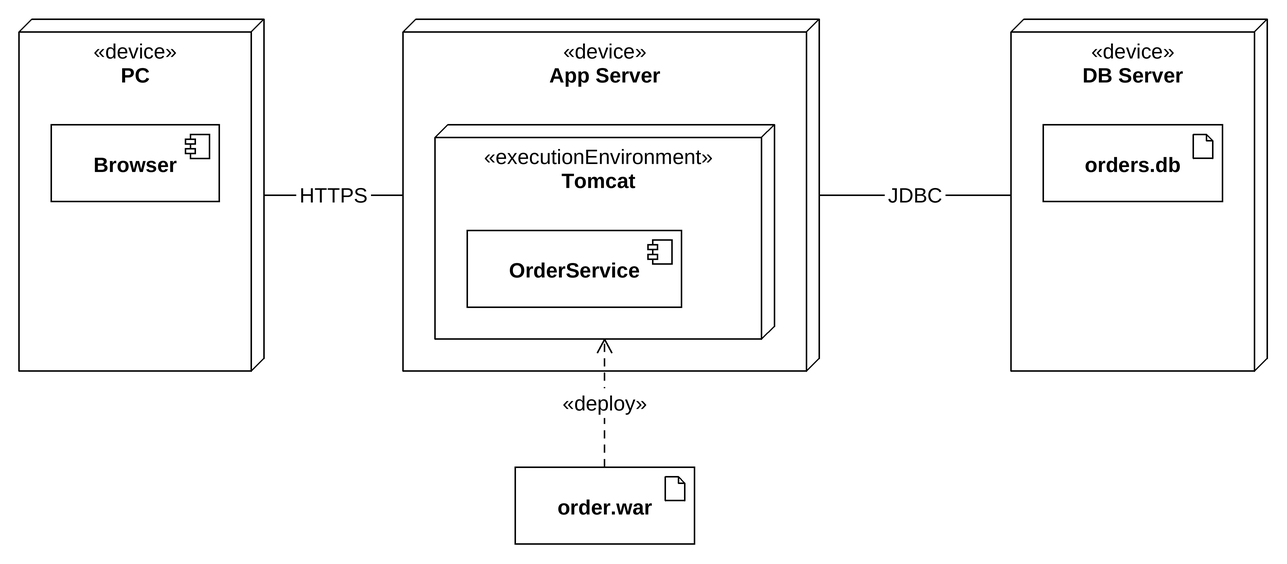 «device»
PC
Browser
HTTPS
«device»
App Server
«executionEnvironment»
Tomcat
OrderService
JDBC
«device»
DB Server
orders.db
«deploy»
order.war